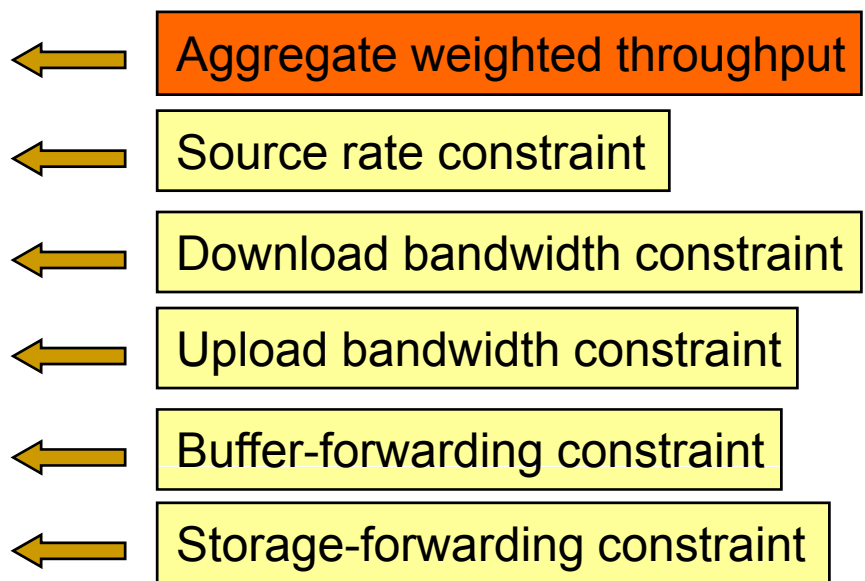 Aggregate weighted throughput
Source rate constraint
Download bandwidth constraint
Upload bandwidth constraint
Buffer-forwarding constraint
Storage-forwarding constraint